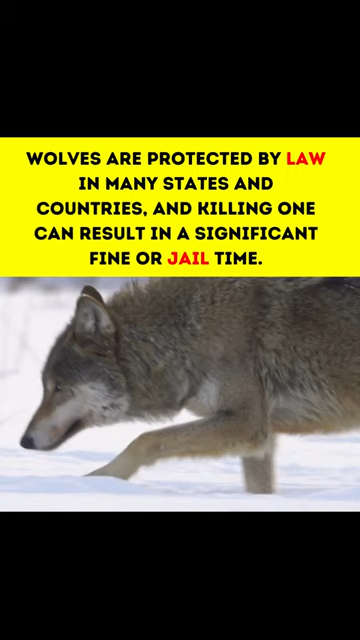 WOLVES ARE PROTECTED BY LAW
IN MANY STATES AND
COUNTRIES, AND KILLING ONE
CAN RESULT IN A SIGNIFICANT
FINE OR JAIL TIME.